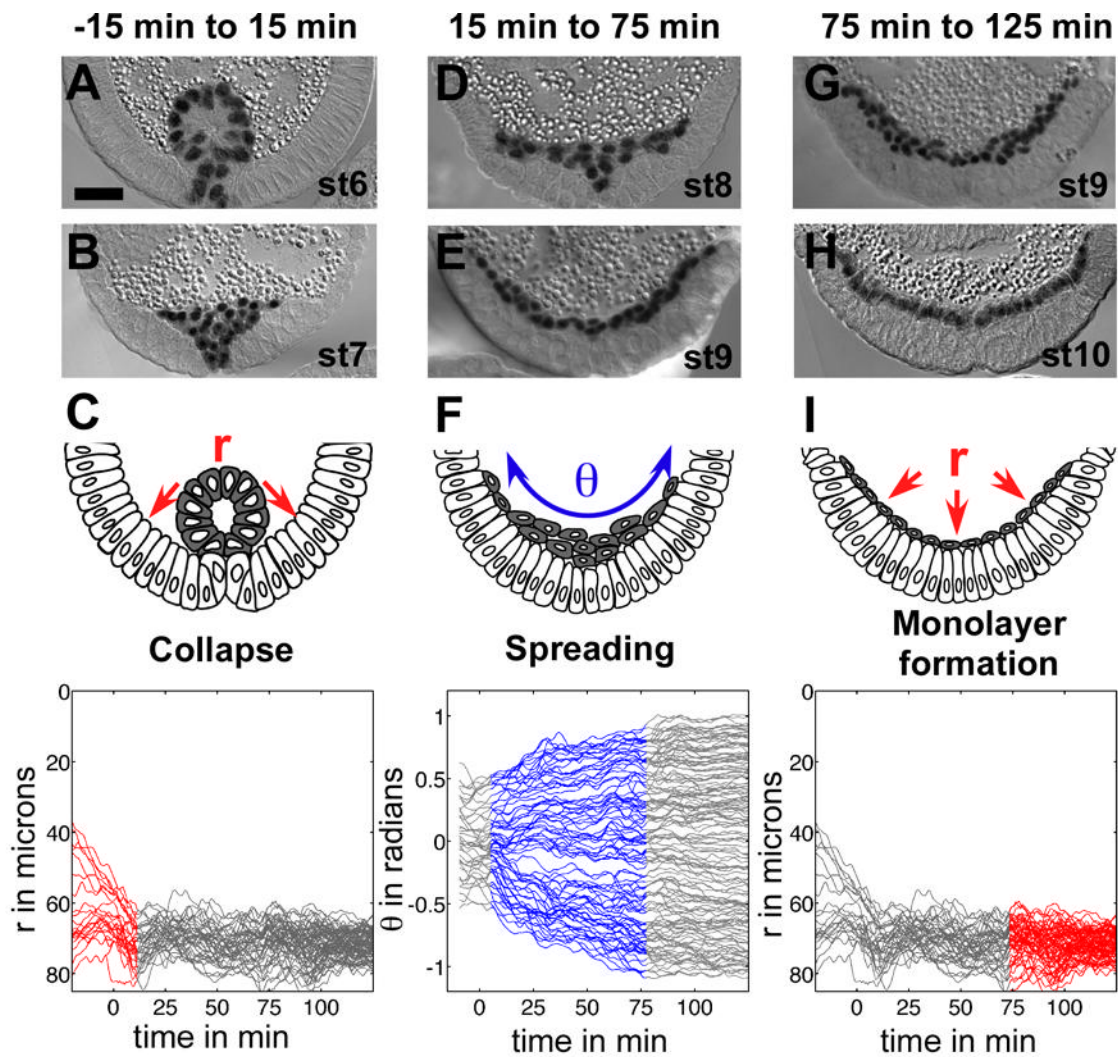 -15 min to 15 min
15 min to 75 min
75 min to 125 min
A
st6
D
st8
G
st9
B
st7
E
st9
H
st10
C
r
F
θ
I
r
Collapse
Spreading
Monolayer
formation
r in microns
0
20
40
60
80
0
25
50
75
100
time in min
θ in radians
1
0.5
0
-0.5
-1
0
25
50
75
100
time in min
r in microns
0
20
40
60
80
0
25
50
75
100
time in min